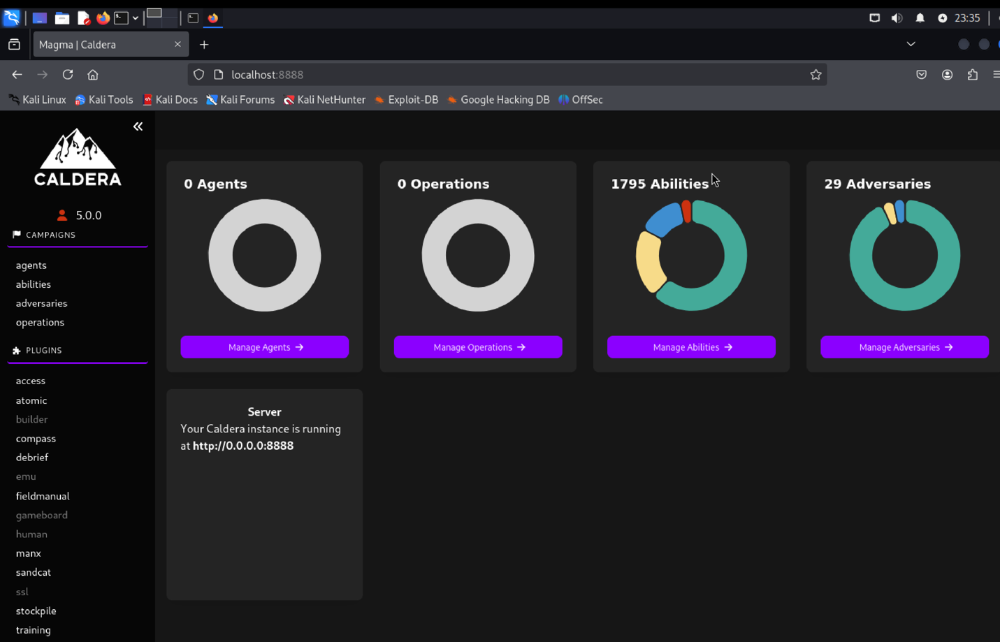 23:35
Magma | Caldera
localhost:8888
Kali Linux Kali Tools Kali Docs Kali Forums Kali NetHunter Exploit-DB Google Hacking DB OffSec
CALDERA
5.0.0
CAMPAIGNS
agents
abilities
adversaries
operations
PLUGINS
access
atomic
builder
compass
debrief
emu
fieldmanual
gameboard
human
manx
sandcat
ssl
stockpile
training
0 Agents
Manage Agents →
0 Operations
Manage Operations →
1795 Abilities
Manage Abilities →
29 Adversaries
Manage Adversaries →
Server
Your Caldera instance is running
at http://0.0.0.0:8888